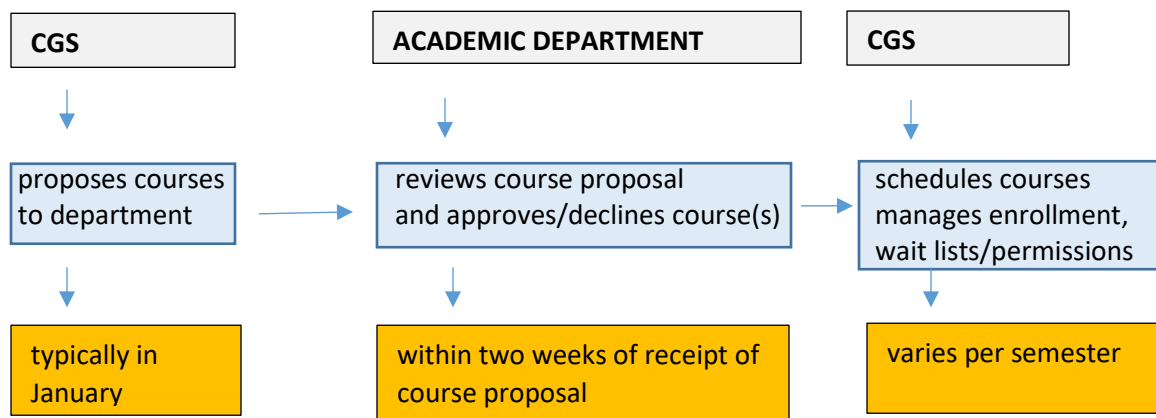 CGS
ACADEMIC DEPARTMENT
CGS
proposes courses
to department
reviews course proposal
and approves/declines course(s)
schedules courses
manages enrollment,
wait lists/permissions
typically in
January
within two weeks of receipt of
course proposal
varies per semester